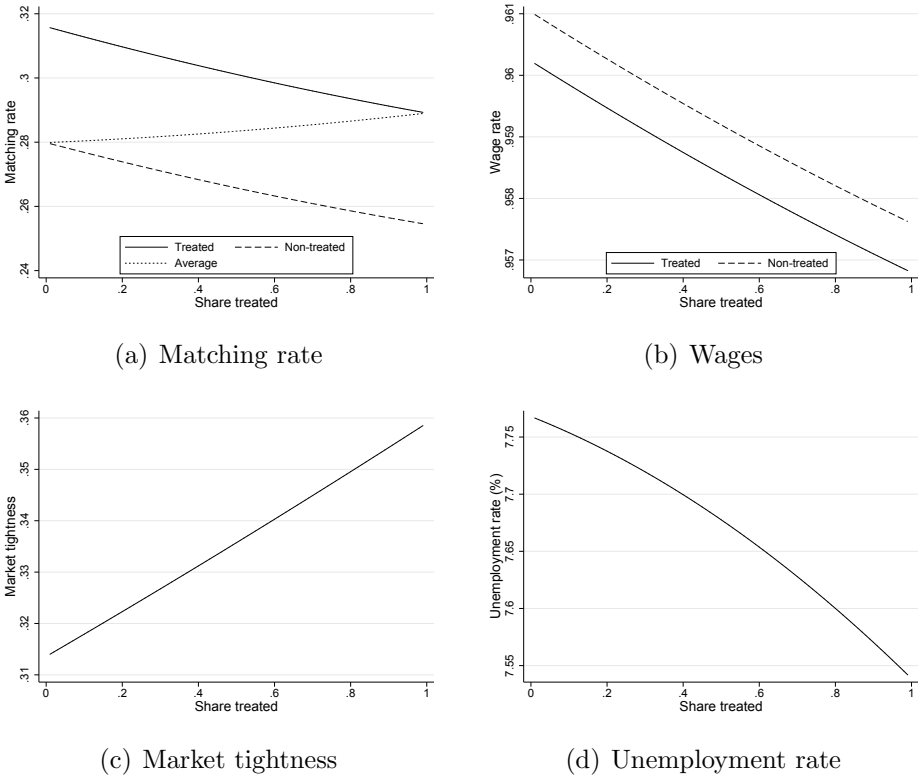 .32
.3
.28
.26
.24
Matching rate
Treated
Non-treated
Average
0 .2 .4 .6 .8 1
Share treated
(a) Matching rate
.961
.96
.959
.958
.957
Wage rate
Treated
Non-treated
0 .2 .4 .6 .8 1
Share treated
(b) Wages
.36
.35
.34
.33
.32
.31
Market tightness
0 .2 .4 .6 .8 1
Share treated
(c) Market tightness
7.75
7.7
7.65
7.6
7.55
Unemployment rate (%)
0 .2 .4 .6 .8 1
Share treated
(d) Unemployment rate